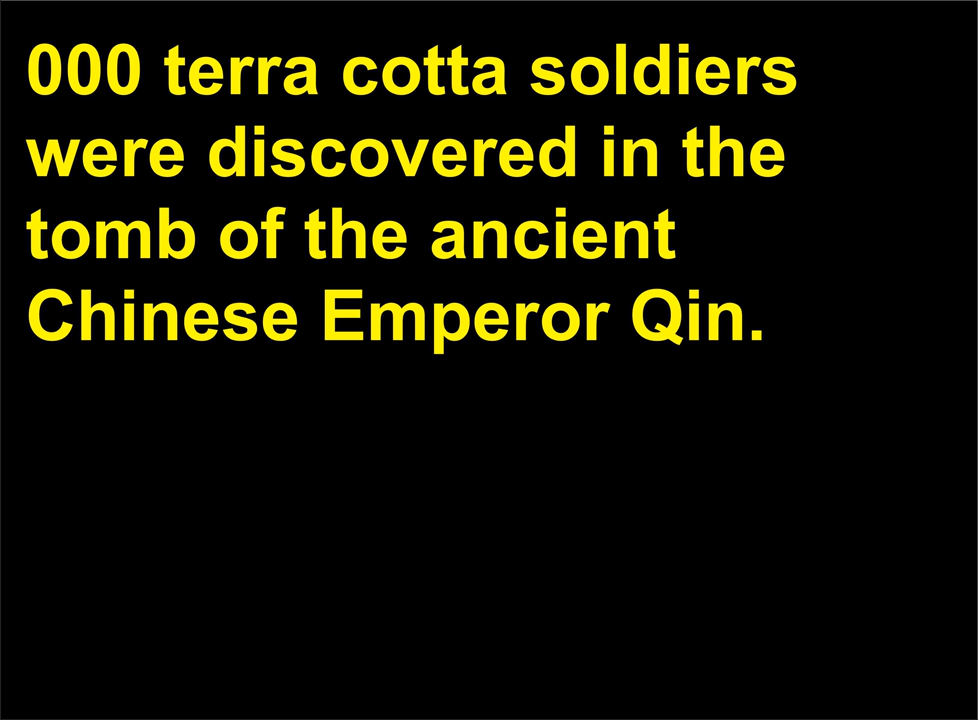 000 terra cotta soldiers
were discovered in the
tomb of the ancient
Chinese Emperor Qin.